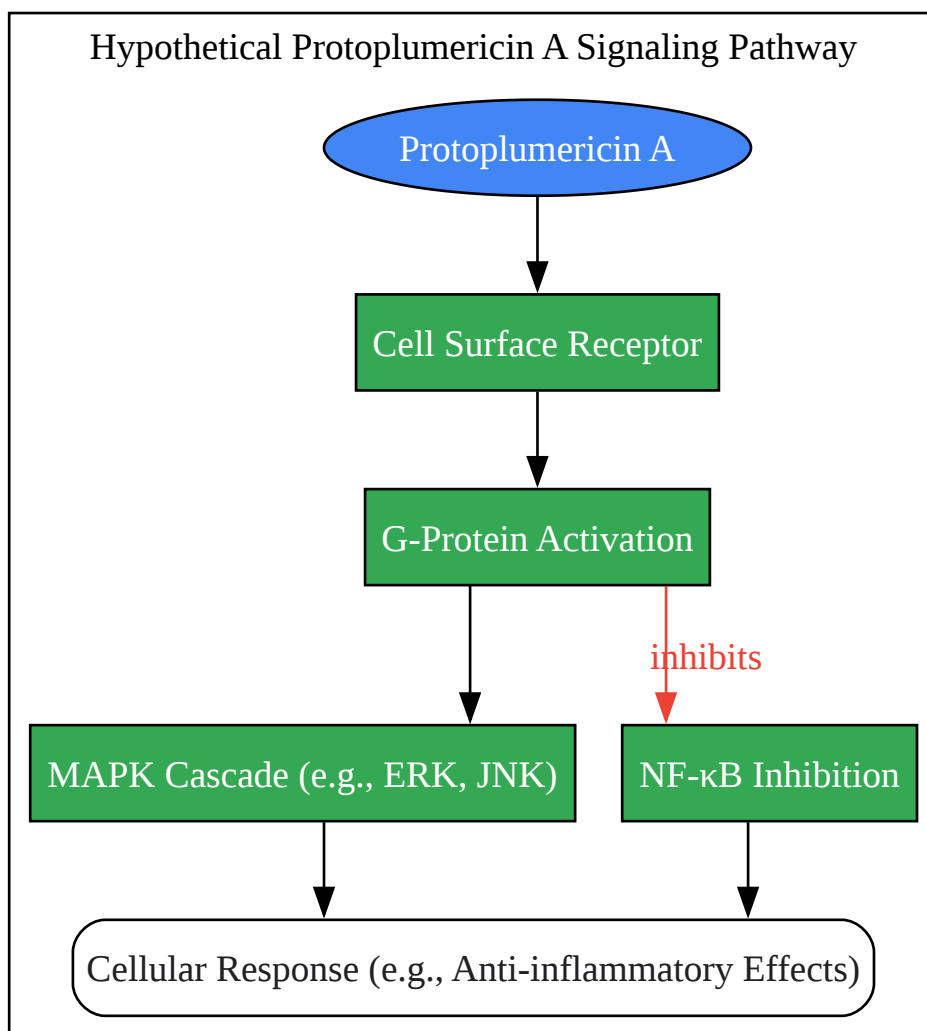 Hypothetical Protoplumericin A Signaling Pathway
Protoplumericin A
Cell Surface Receptor
G-Protein Activation
inhibits
MAPK Cascade (e.g., ERK, JNK)
NF-κB Inhibition
Cellular Response (e.g., Anti-inflammatory Effects)